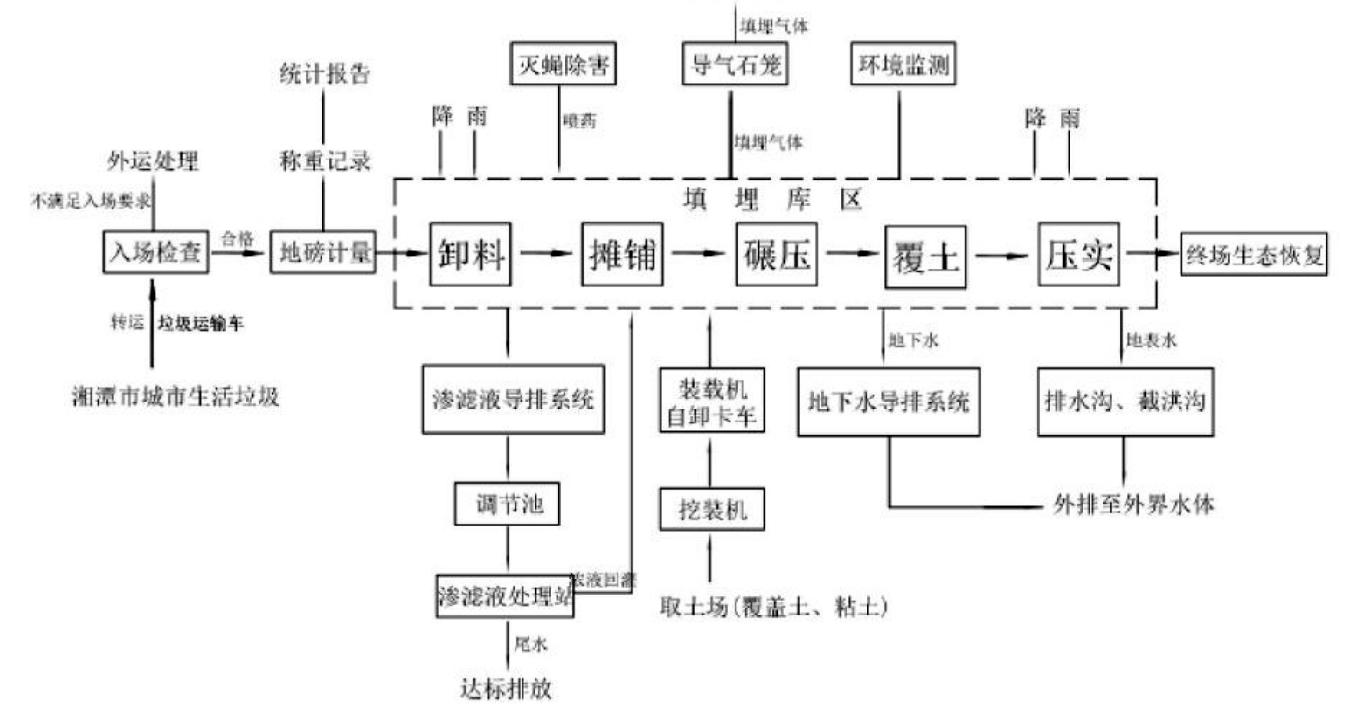 填埋气体
灭蝇除害
导气石笼
环境监测
统计报告
降 雨
喷药
填埋气体
降 雨
外运处理
称重记录
不满足入场要求
填 埋 库 区
入场检查
合格
地磅计量
卸料
摊铺
碾压
覆土
压实
终场生态恢复
转运
垃圾运输车
地下水
地表水
湘潭市城市生活垃圾
渗滤液导排系统
装载机
自卸卡车
地下水导排系统
排水沟、截洪沟
调节池
挖装机
外排至外界水体
渗滤液处理站
浓液回灌
取土场(覆盖土、粘土)
尾水
达标排放